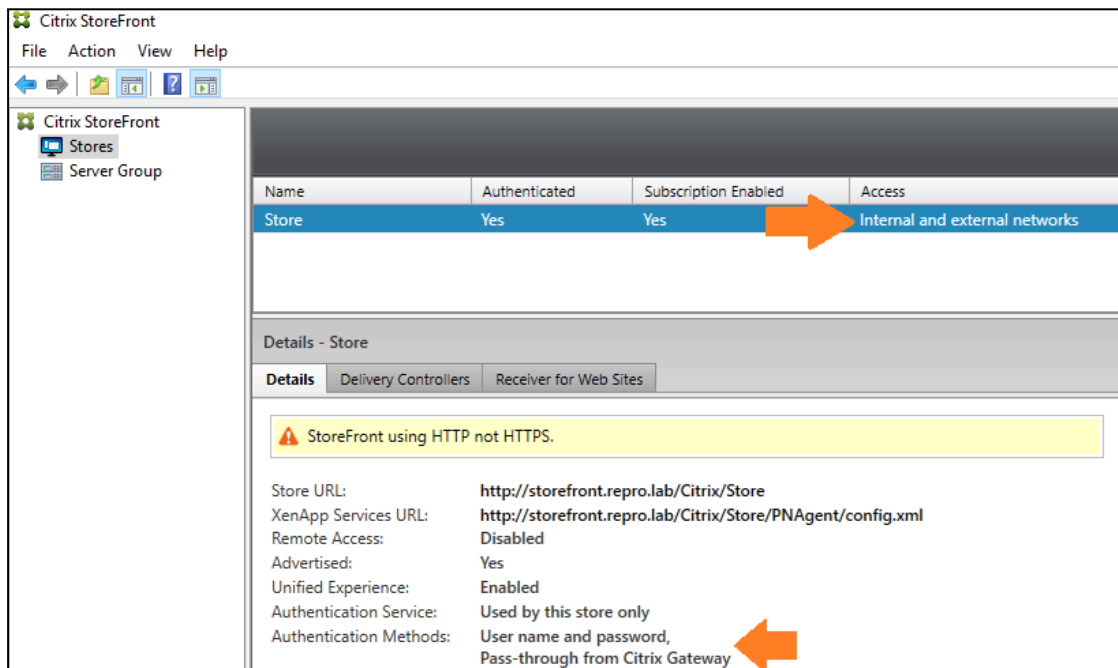 Citrix StoreFront
File Action View Help
Citrix StoreFront
Stores
Server Group
Name Authenticated Subscription Enabled Access
Store Yes Yes Internal and external networks
Details - Store
Details Delivery Controllers Receiver for Web Sites
StoreFront using HTTP not HTTPS.
Store URL: http://storefront.repro.lab/Citrix/Store
XenApp Services URL: http://storefront.repro.lab/Citrix/Store/PNAgent/config.xml
Remote Access: Disabled
Advertised: Yes
Unified Experience: Enabled
Authentication Service: Used by this store only
Authentication Methods: User name and password,
Pass-through from Citrix Gateway